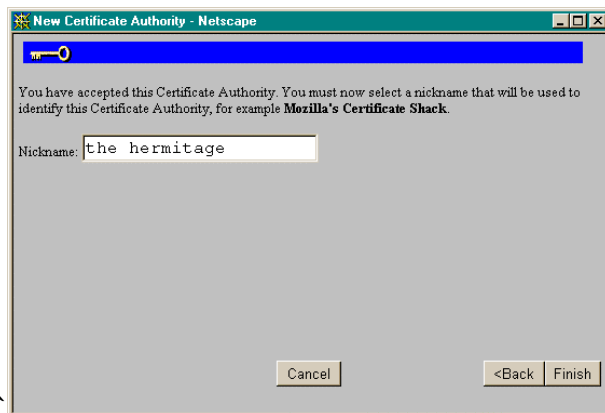 New Certificate Authority - Netscape
You have accepted this Certificate Authority. You must now select a nickname that will be used to
identify this Certificate Authority, for example Mozilla's Certificate Shack.
Nickname: the hermitage
Cancel <Back Finish